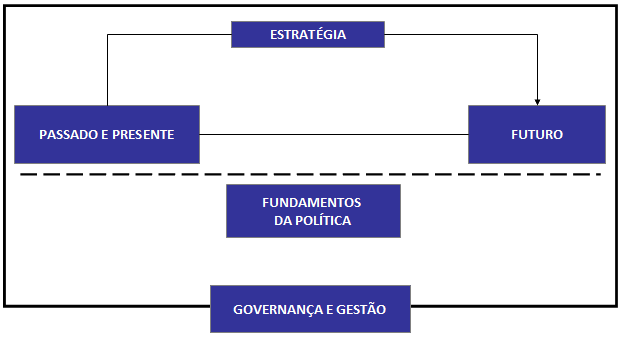 ESTRATÉGIA
PASSADO E PRESENTE
FUTURO
FUNDAMENTOS
DA POLÍTICA
GOVERNANÇA E GESTÃO